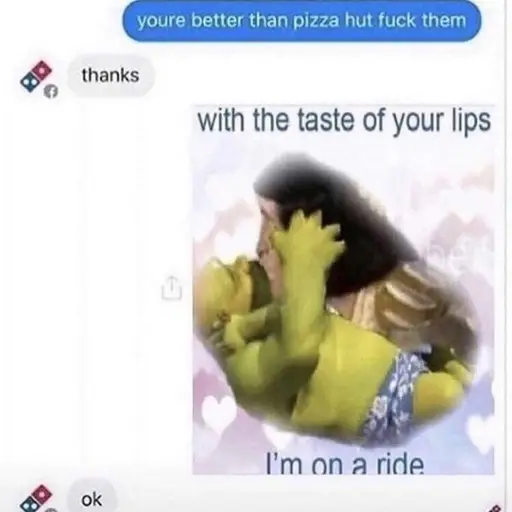 youre better than pizza hut fuck them
thanks
with the taste of your lips
I'm on a ride
ok